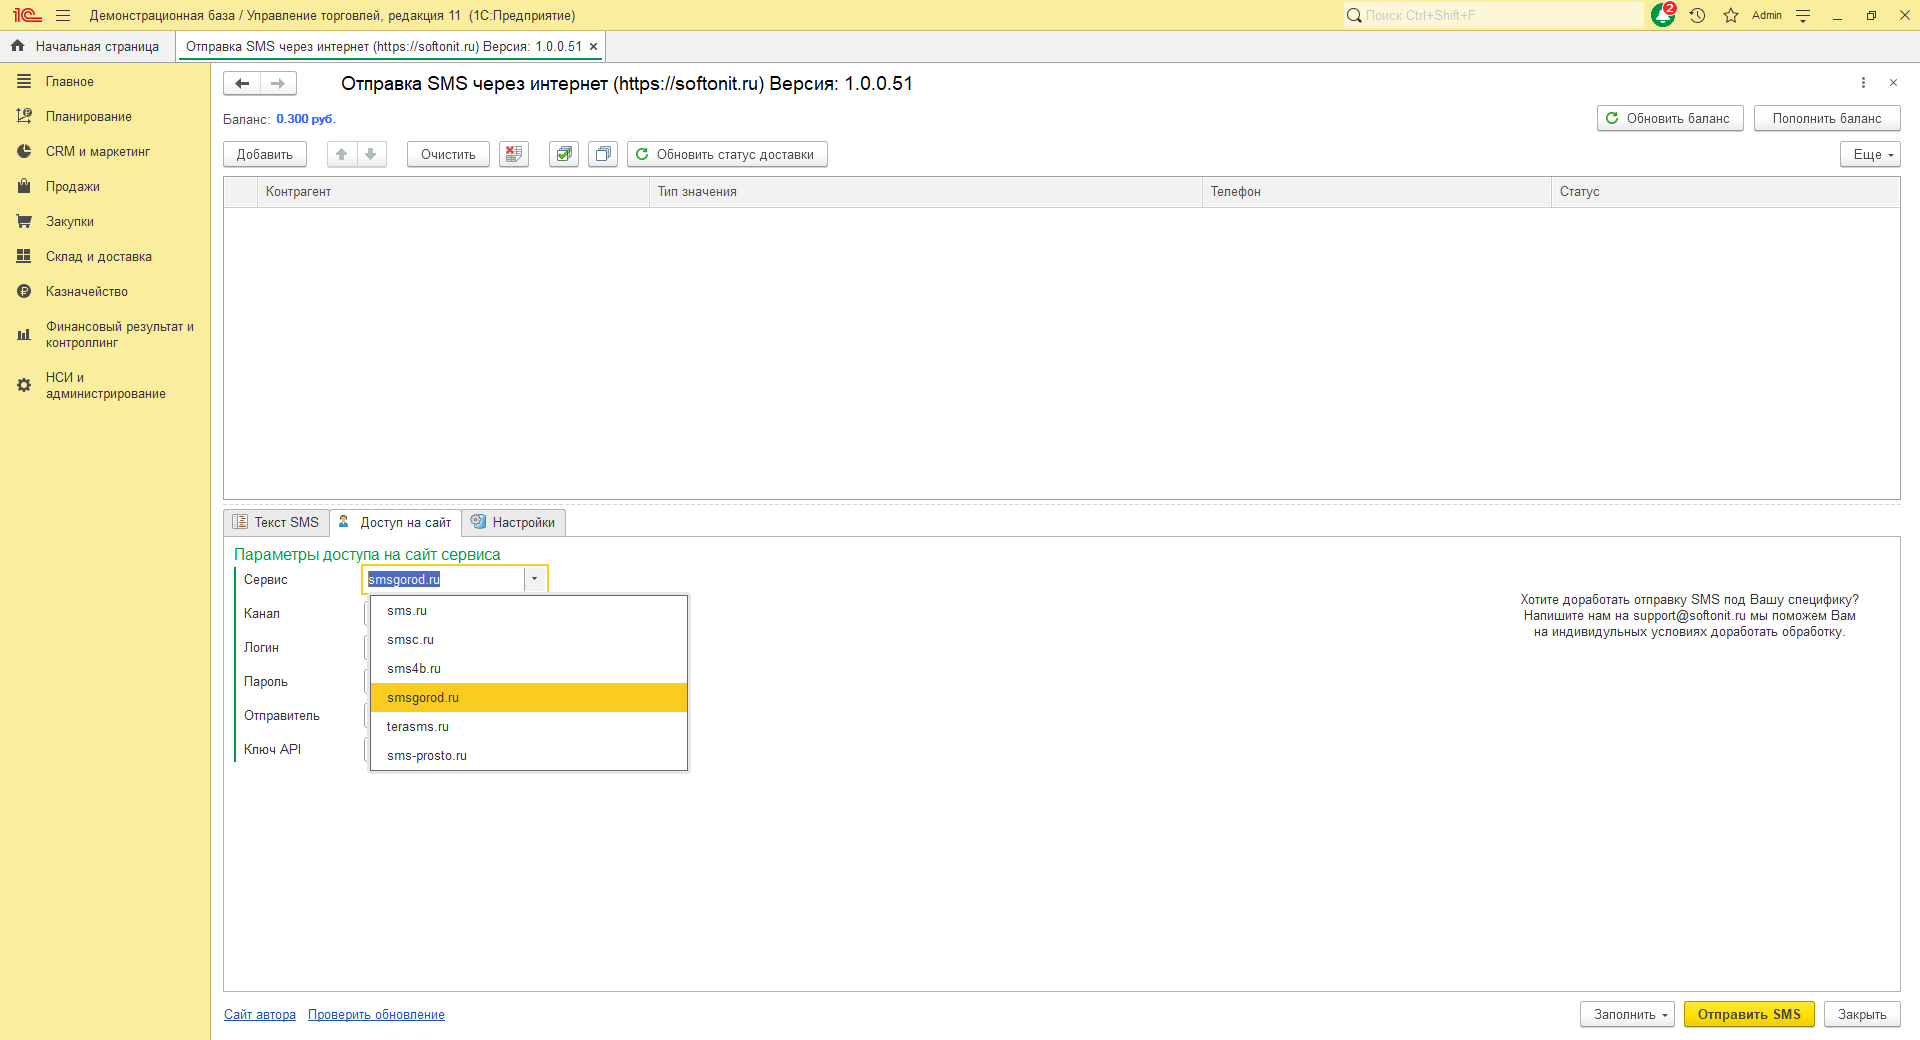 1С Демонстрационная база / Управление торговлей, редакция 11 (1С:Предприятие)
Поиск Ctrl+Shift+F
2
Admin
Начальная страница
Отправка SMS через интернет (https://softonit.ru) Версия: 1.0.0.51
Главное
Планирование
CRM и маркетинг
Продажи
Закупки
Склад и доставка
Казначейство
Финансовый результат и
контроллинг
НСИ и
администрирование
Отправка SMS через интернет (https://softonit.ru) Версия: 1.0.0.51
Баланс: 0.300 руб.
Обновить баланс
Пополнить баланс
Добавить
Очистить
Обновить статус доставки
Еще
Контрагент
Тип значения
Телефон
Статус
Текст SMS
Доступ на сайт
Настройки
Параметры доступа на сайт сервиса
Сервис
smsgorod.ru
Канал
Логин
Пароль
Отправитель
Ключ API
sms.ru
smsc.ru
sms4b.ru
smsgorod.ru
terasms.ru
sms-prosto.ru
Хотите доработать отправку SMS под Вашу специфику?
Напишите нам на support@softonit.ru мы поможем Вам
на индивидульных условиях доработать обработку.
Сайт автора
Проверить обновление
Заполнить
Отправить SMS
Закрыть